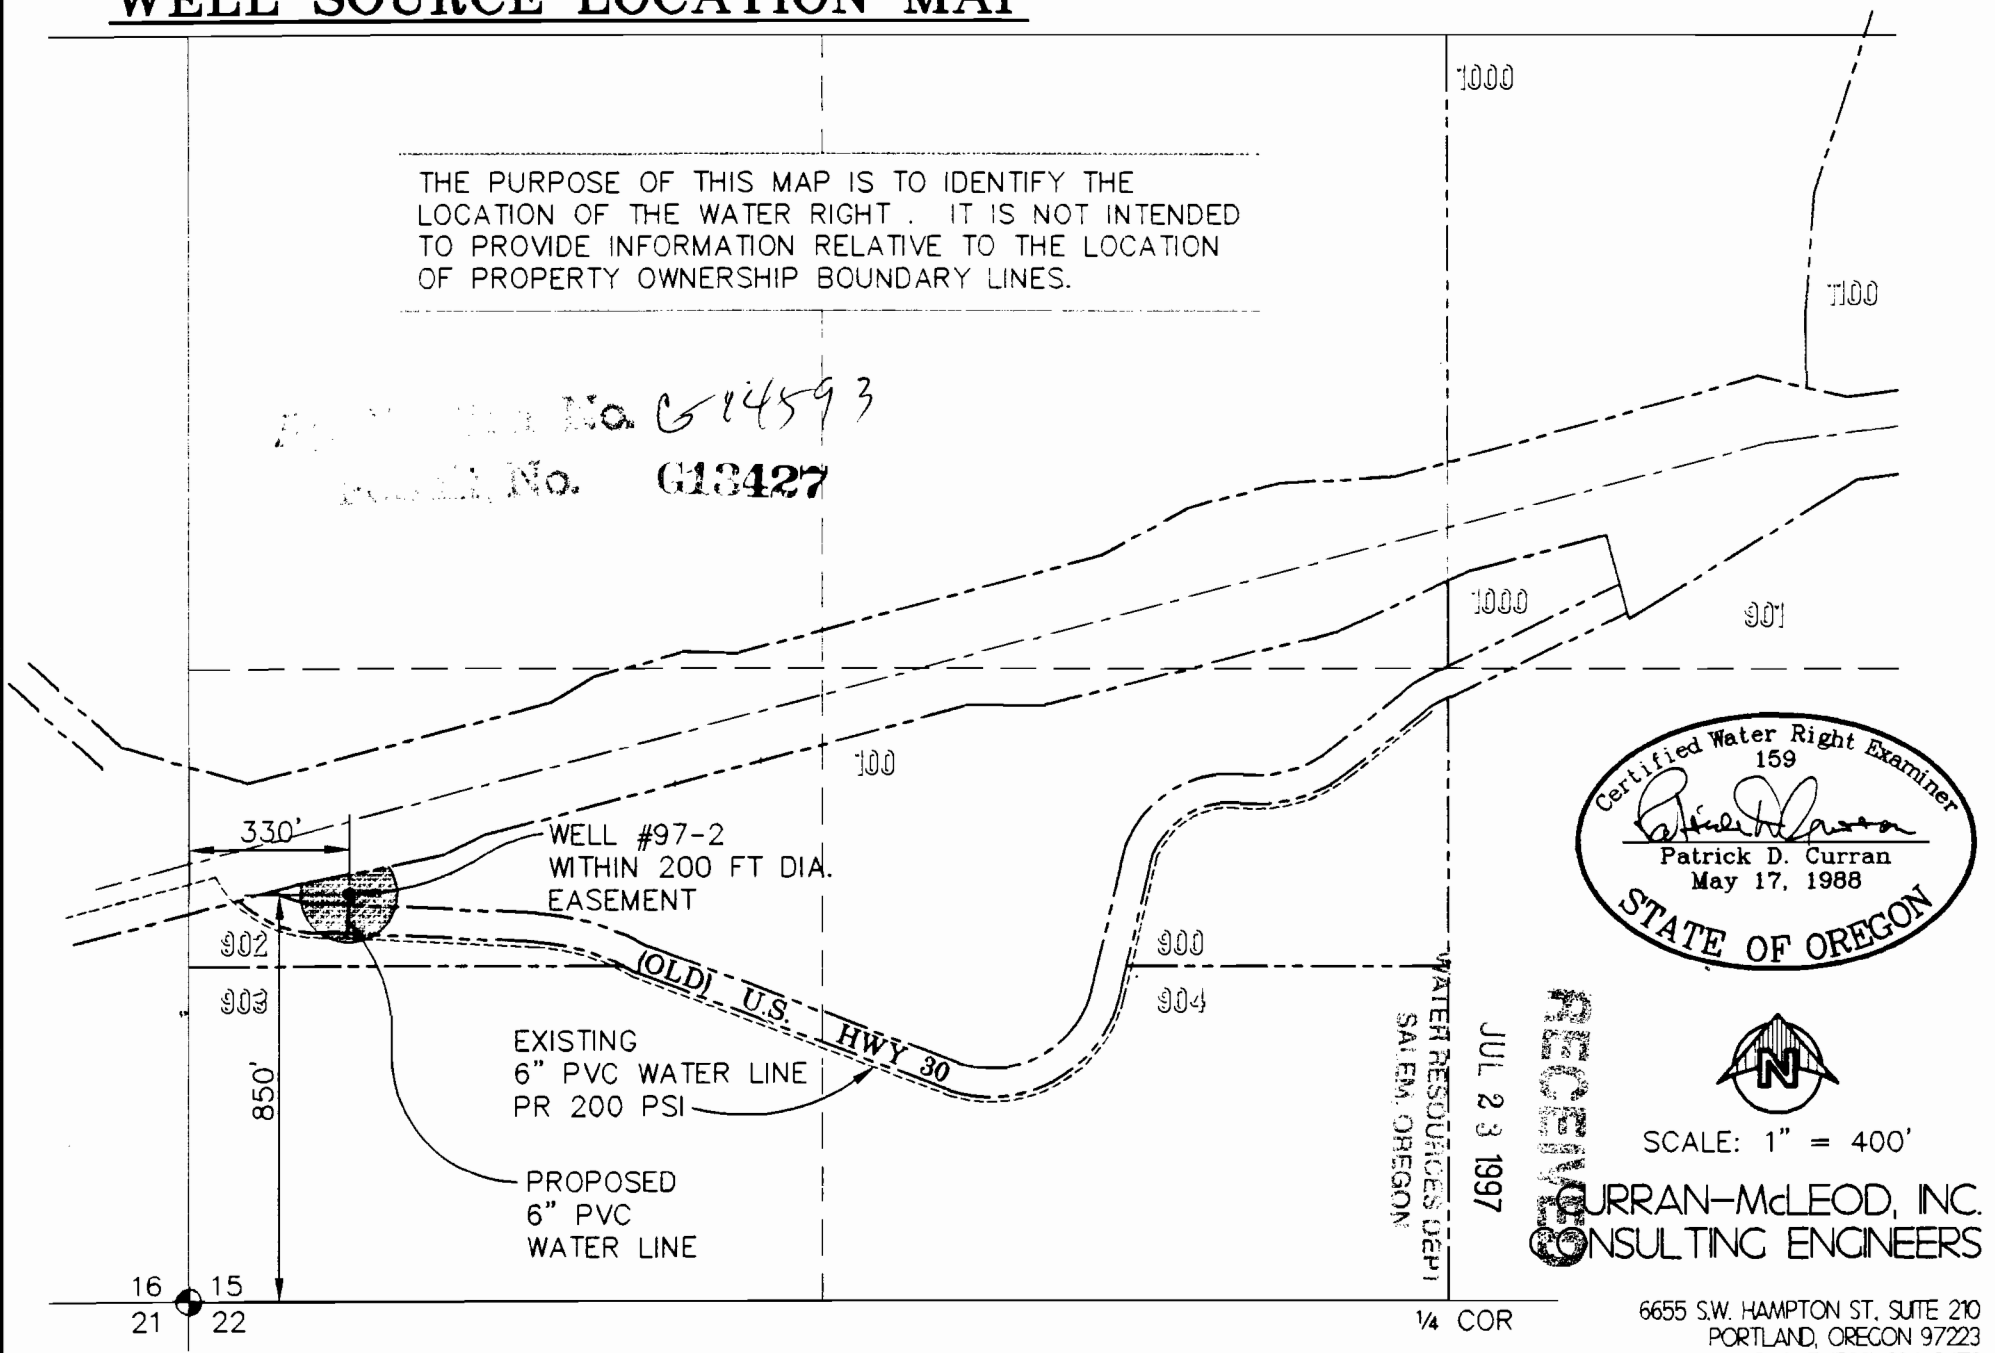 WELL SOURCE LOCATION MAP
1000
THE PURPOSE OF THIS MAP IS TO IDENTIFY THE
LOCATION OF THE WATER RIGHT . IT IS NOT INTENDED
TO PROVIDE INFORMATION RELATIVE TO THE LOCATION
OF PROPERTY OWNERSHIP BOUNDARY LINES.
1100
No. G14593
No. G13427
1000
901
100
330'
WELL #97-2
WITHIN 200 FT DIA.
EASEMENT
902
903
900
904
(OLD) U.S. HWY 30
850'
EXISTING
6" PVC WATER LINE
PR 200 PSI
PROPOSED
6" PVC
WATER LINE
16 15
21 22
1/4 COR
Certified Water Right Examiner
159
Patrick D. Curran
May 17, 1988
STATE OF OREGON
RECEIVED
JUL 23 1997
WATER RESOURCES DEPT
SALEM, OREGON
N
SCALE: 1" = 400'
CURRAN-McLEOD, INC.
CONSULTING ENGINEERS
6655 S.W. HAMPTON ST, SUITE 210
PORTLAND, OREGON 97223